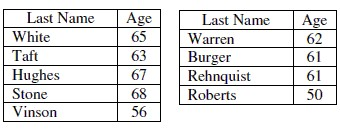 Last Name Age
White 65
Taft 63
Hughes 67
Stone 68
Vinson 56
Last Name Age
Warren 62
Burger 61
Rehnquist 61
Roberts 50